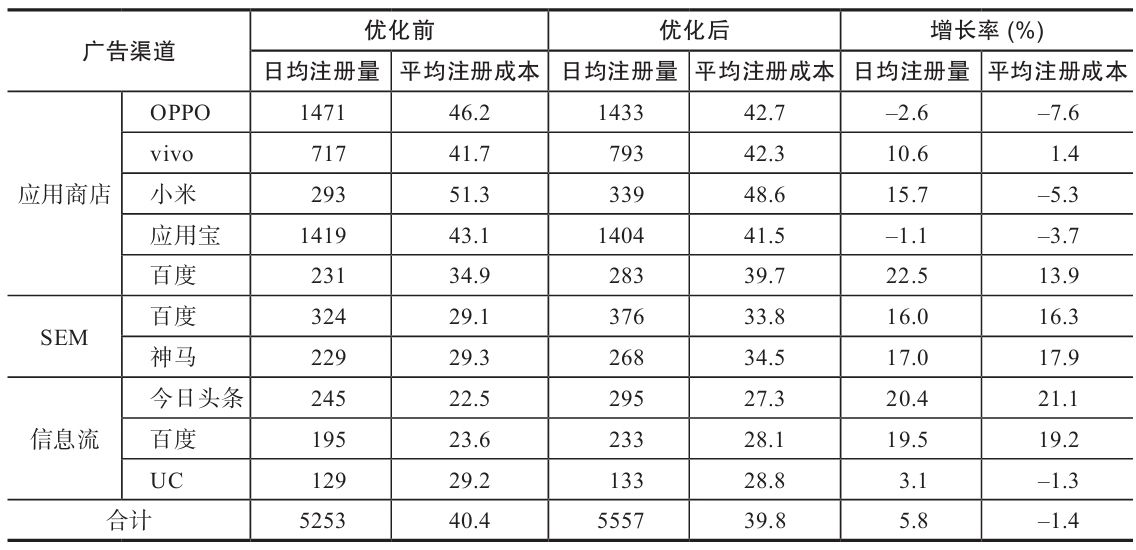 广告渠道 优化前 优化后 增长率 (%)
日均注册量 平均注册成本 日均注册量 平均注册成本 日均注册量 平均注册成本
应用商店 OPPO 1471 46.2 1433 42.7 –2.6 –7.6
vivo 717 41.7 793 42.3 10.6 1.4
小米 293 51.3 339 48.6 15.7 –5.3
应用宝 1419 43.1 1404 41.5 –1.1 –3.7
百度 231 34.9 283 39.7 22.5 13.9
SEM 百度 324 29.1 376 33.8 16.0 16.3
神马 229 29.3 268 34.5 17.0 17.9
信息流 今日头条 245 22.5 295 27.3 20.4 21.1
百度 195 23.6 233 28.1 19.5 19.2
UC 129 29.2 133 28.8 3.1 –1.3
合计 5253 40.4 5557 39.8 5.8 –1.4